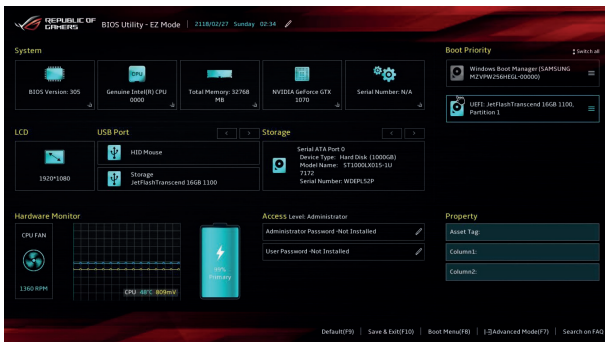 REPUBLIC OF
GAMERS
BIOS Utility - EZ Mode
2118/02/27 Sunday 02:34
System
BIOS Version: 305
CPU
Genuine Intel(R) CPU
0000
Total Memory: 32768
MB
NVIDIA GeForce GTX
1070
Serial Number: N/A
Boot Priority
Switch all
Windows Boot Manager (SAMSUNG
MZVPW256HEGL-00000)
UEFI: JetFlashTranscend 16GB 1100,
Partition 1
LCD
1920*1080
USB Port
HID Mouse
Storage
JetFlashTranscend 16GB 1100
Storage
Serial ATA Port 0
Device Type: Hard Disk (1000GB)
Model Name: ST1000LX015-1U
7172
Serial Number: WDEPLS2P
Hardware Monitor
CPU FAN
1360 RPM
CPU 48°C 809mV
99%
Primary
Access Level: Administrator
Administrator Password -Not Installed
User Password -Not Installed
Property
Asset Tag:
Column1:
Column2:
Default(F9)
Save & Exit(F10)
Boot Menu(F8)
Advanced Mode(F7)
Search on FAQ